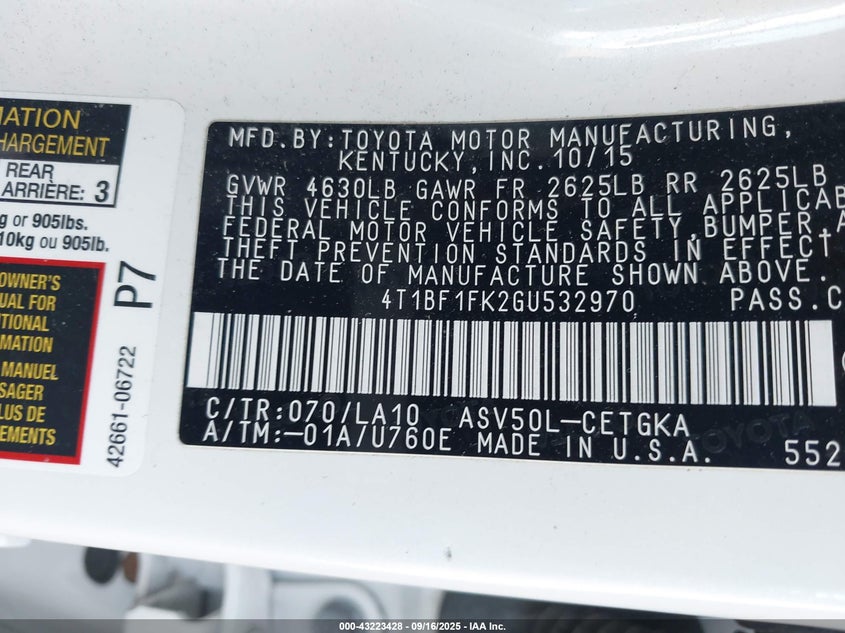 MATION
CHARGEMENT
REAR
ARRIÈRE: 3
g or 905lbs.
10kg ou 905lb.
OWNER'S
UAL FOR
ITIONAL
RMATION
MANUEL
SAGER
LUS DE
EMENTS
P7
42661-06722
MFD.BY:TOYOTA MOTOR MANUFACTURING,
KENTUCKY,INC.10/15
GVWR 4630LB GAWR FR 2625LB RR 2625LB
THIS VEHICLE CONFORMS TO ALL APPLICAB
FEDERAL MOTOR VEHICLE SAFETY,BUMPER,A
THEFT PREVENTION STANDARDS IN EFFECT
THE DATE OF MANUFACTURE SHOWN ABOVE.
4T1BF1FK2GU532970 PASS.C
C/TR:070/LA10 ASV50L-CETGKA
A/TM:-01A/U760E MADE IN U.S.A. 552
TOYOTA
000-43223428 - 09/16/2025 - IAA Inc.